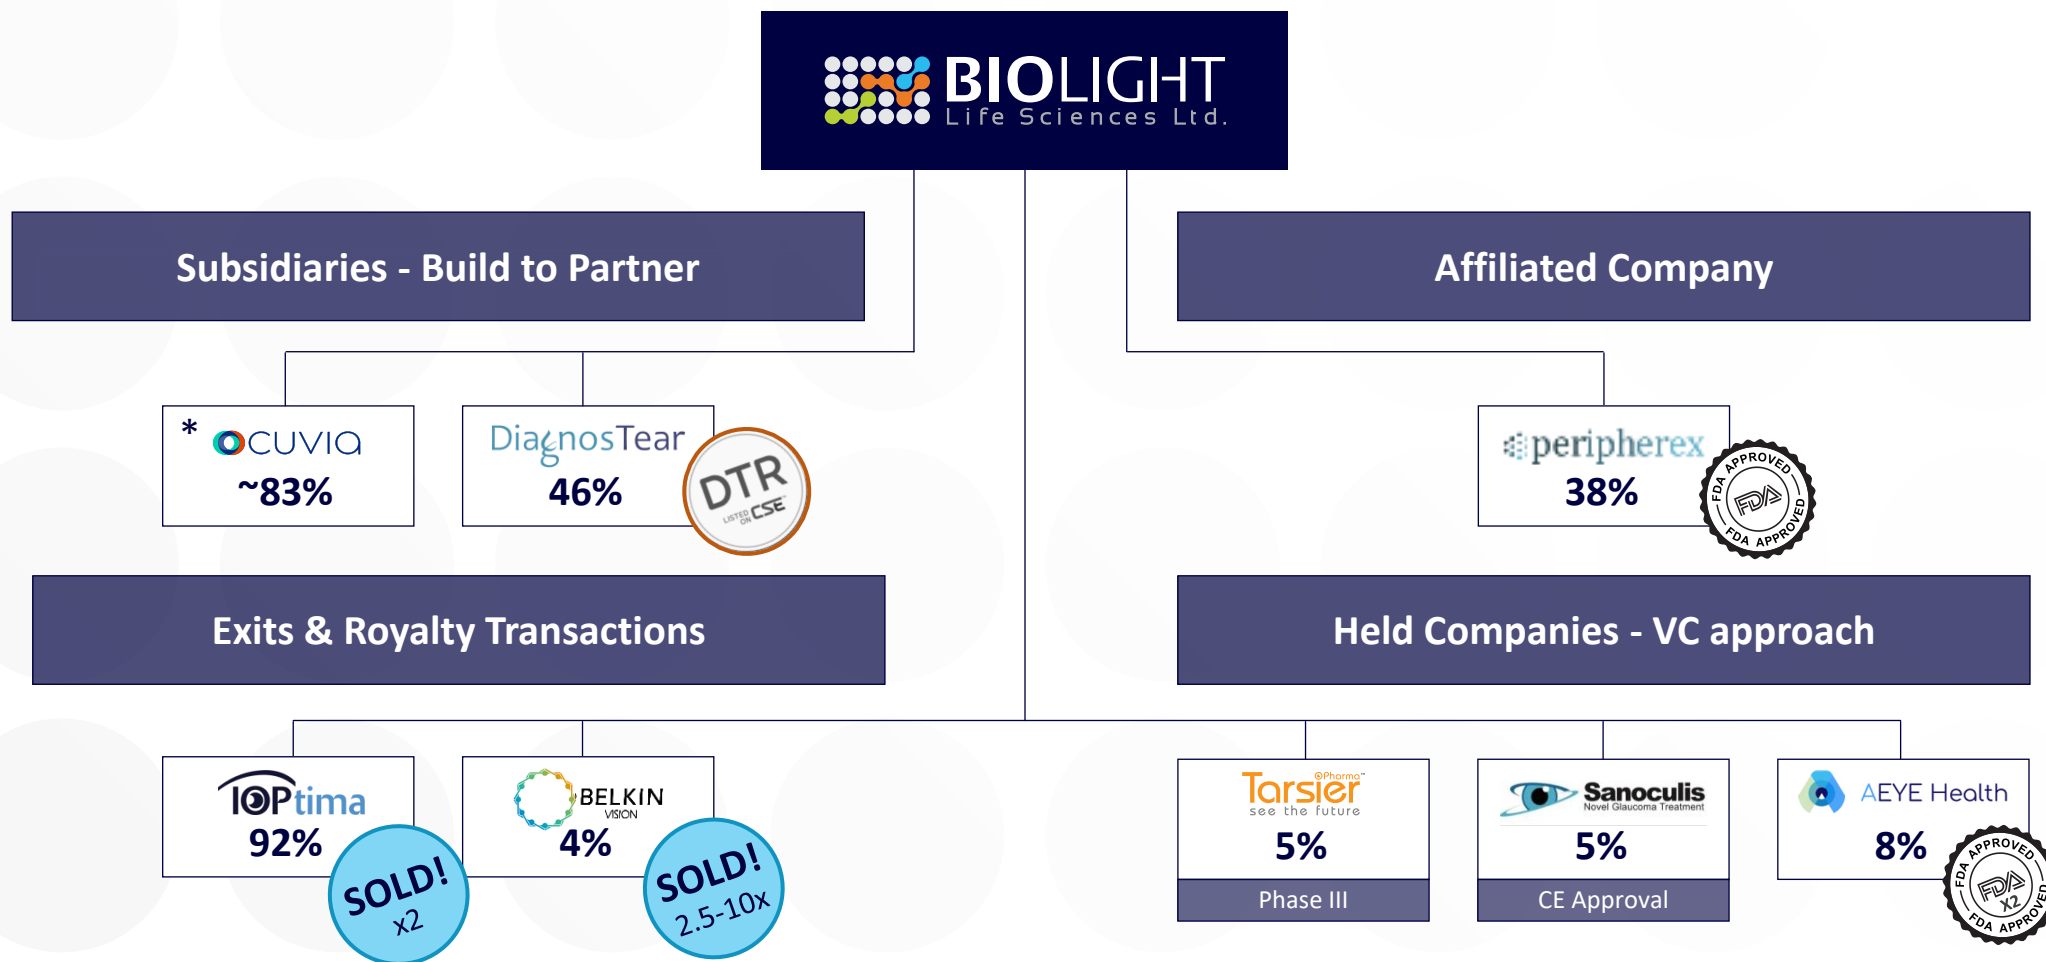 BIOLIGHT
Life Sciences Ltd.
Subsidiaries - Build to Partner
Affiliated Company
* OCUVIA
~83%
DiagnosTear
46%
DTR
LISTED ON CSE
peripherex
38%
FDA APPROVED
FDA
FDA APPROVED
Exits & Royalty Transactions
Held Companies - VC approach
IOPtima
92%
SOLD!
x2
BELKIN
VISION
4%
SOLD!
2.5-10x
Tarsier
Pharma™
see the future
5%
Phase III
Sanoculis
Novel Glaucoma Treatment
5%
CE Approval
AEYE Health
8%
FDA APPROVED
FDA
X2
FDA APPROVED